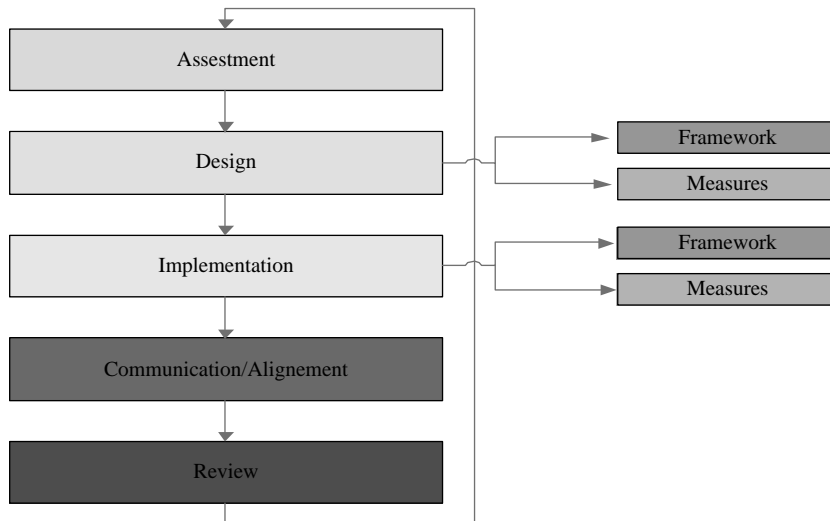 Assestment
Design
Framework
Measures
Implementation
Framework
Measures
Communication/Alignement
Review